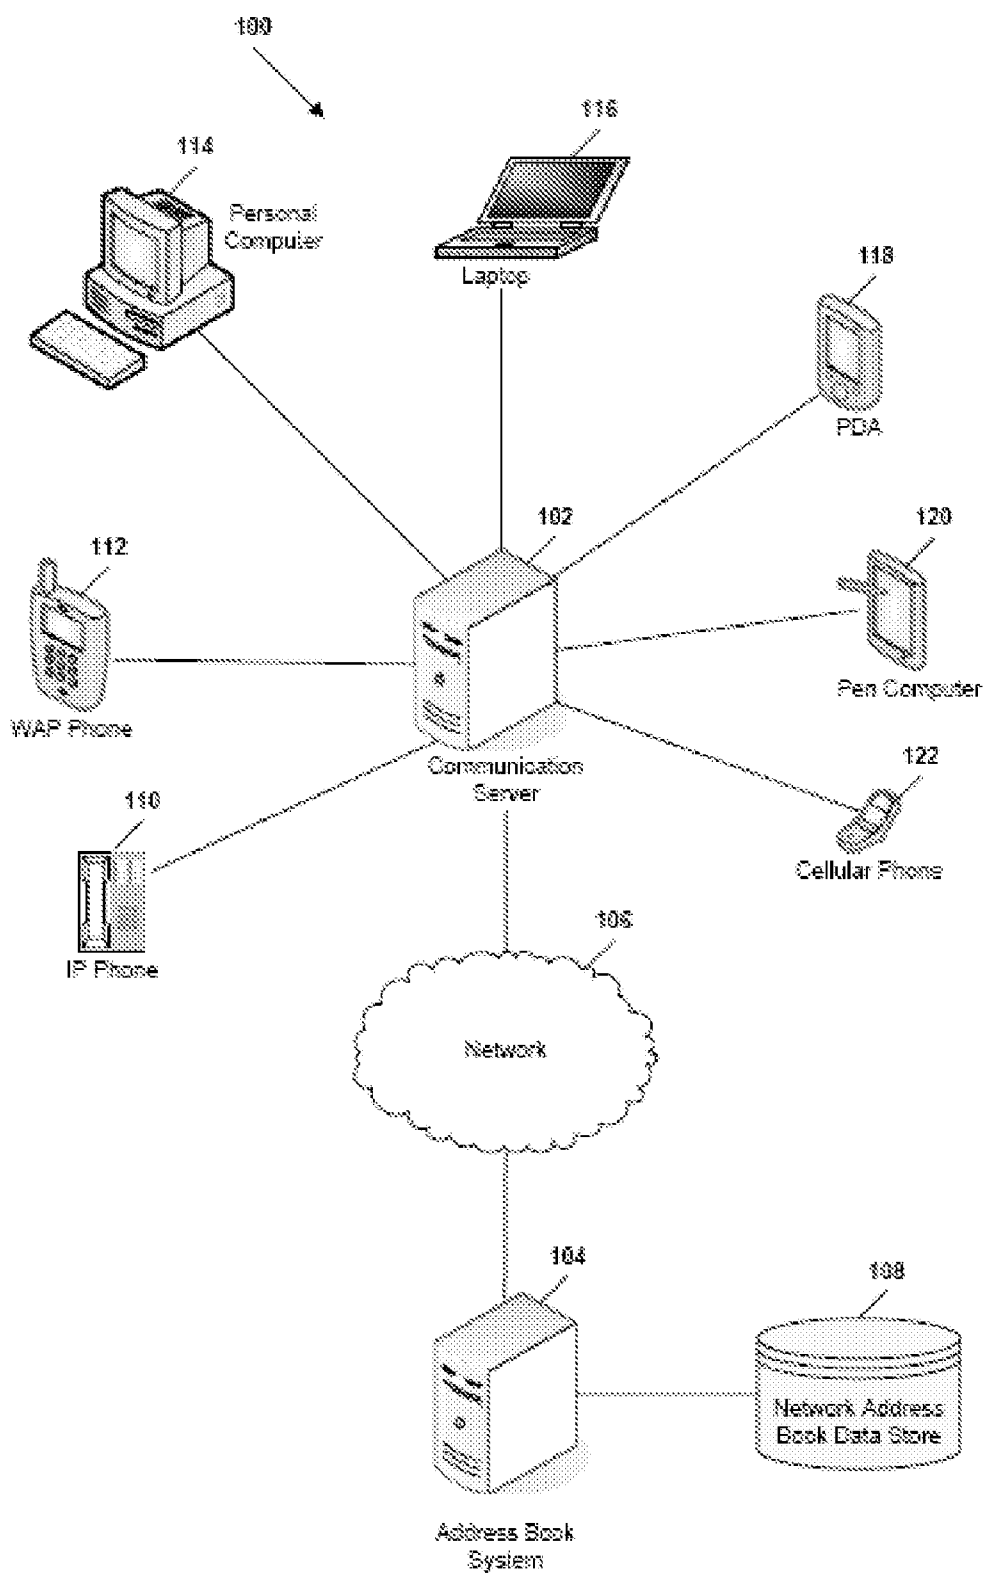 100
116
114
Personal
Computer
Laptop
118
PDA
102
120
112
Pen Computer
WAP Phone
Communication
Server
122
110
Cellular Phone
106
IP Phone
Network
104
108
Network Address
Book Data Store
Address Book
System